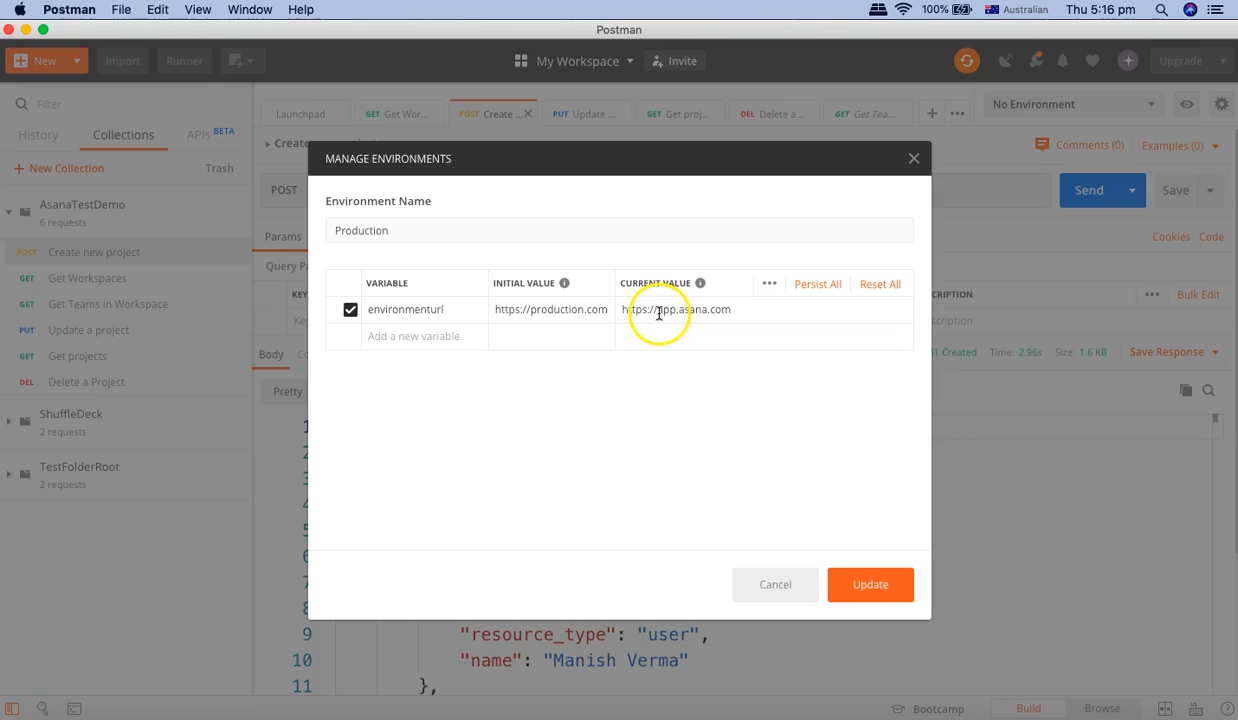 Postman File Edit View Window Help 100% Australian Thu 5:16 pm
Postman
New Import Runner My Workspace Invite Upgrade
Filter
Launchpad GET Get Wor... POST Create ... PUT Update ... GET Get proj... DEL Delete a... GET Get Tea... No Environment
History Collections APIs BETA
New Collection Trash
Comments (0) Examples (0)
MANAGE ENVIRONMENTS
POST Send Save
Environment Name
Production
AsanaTestDemo
6 requests
Params Cookies Code
POST Create new project
GET Get Workspaces
GET Get Teams in Workspace
PUT Update a project
GET Get projects
DEL Delete a Project
ShuffleDeck
2 requests
TestFolderRoot
2 requests
VARIABLE INITIAL VALUE CURRENT VALUE Persist All Reset All
environmenturl https://production.com https://app.asana.com
Add a new variable
Bulk Edit
Body Created Time: 2.96s Size: 1.6 KB Save Response
Pretty
Cancel Update
9 "resource_type": "user",
10 "name": "Manish Verma"
11 },
Bootcamp Build Browse